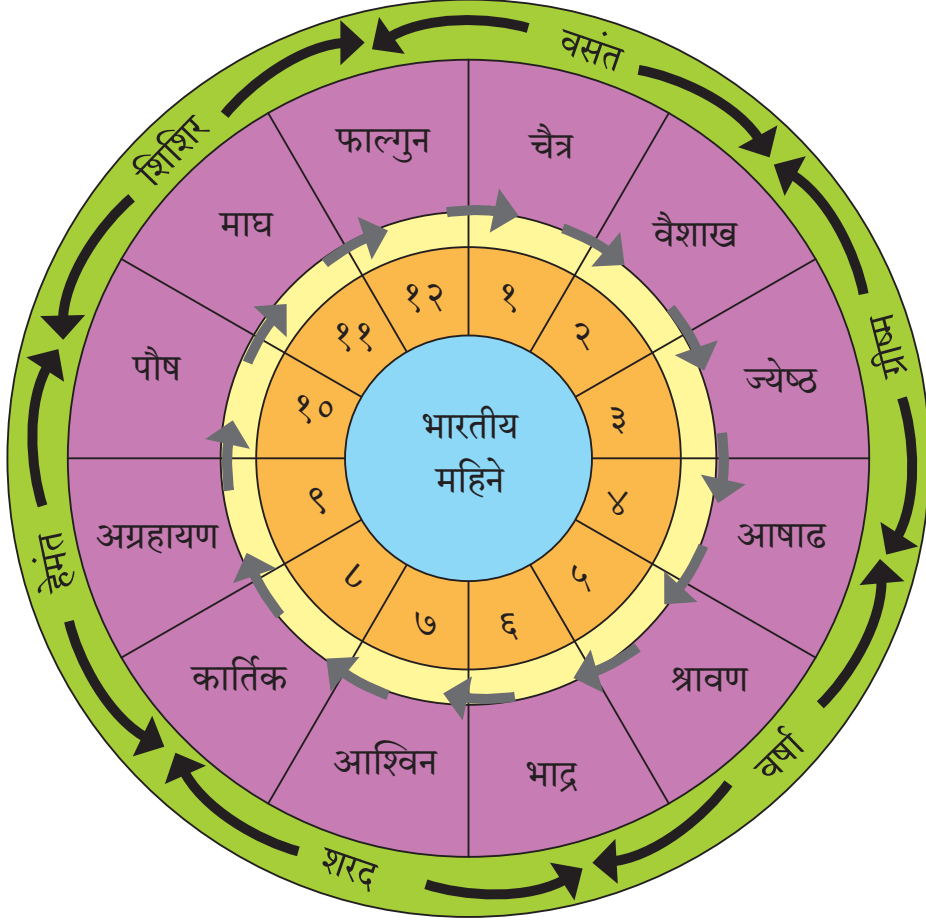 वसंत
ग्रीष्म
वर्षा
शरद
हेमंत
शिशिर
चैत्र
वैशाख
ज्येष्ठ
आषाढ
श्रावण
भाद्र
आश्विन
कार्तिक
अग्रहायण
पौष
माघ
फाल्गुन
१
२
३
४
५
६
७
८
९
१०
११
१२
भारतीय
महिने